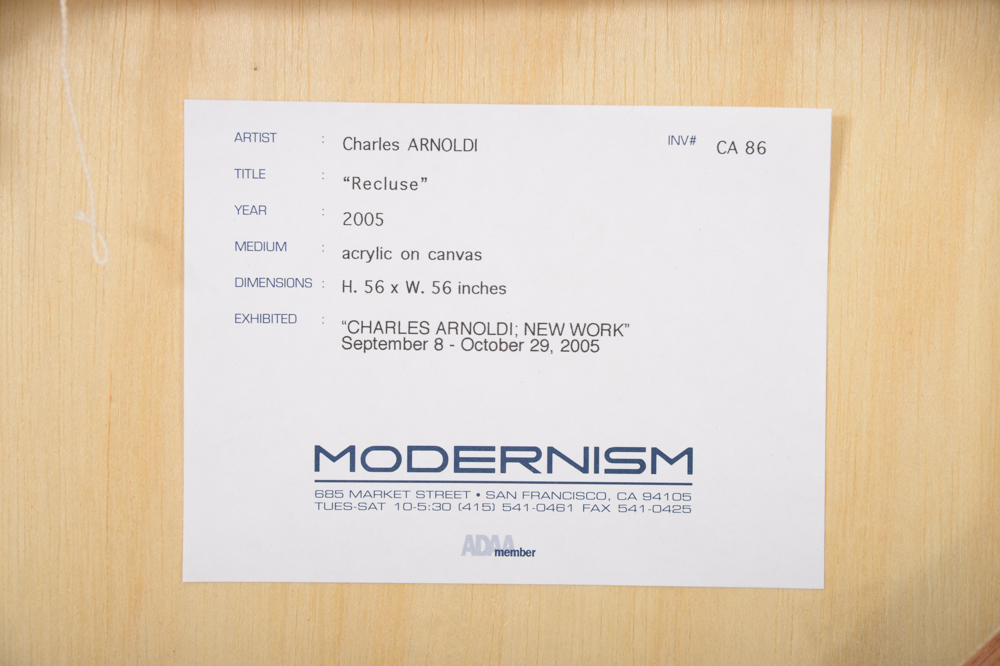 ARTIST : Charles ARNOLDI INV# CA 86
TITLE : “Recluse”
YEAR : 2005
MEDIUM : acrylic on canvas
DIMENSIONS : H. 56 x W. 56 inches
EXHIBITED : “CHARLES ARNOLDI; NEW WORK”
September 8 - October 29, 2005
MODERNISM
685 MARKET STREET • SAN FRANCISCO, CA 94105
TUES-SAT 10-5:30 (415) 541-0461 FAX 541-0425
ADAA member